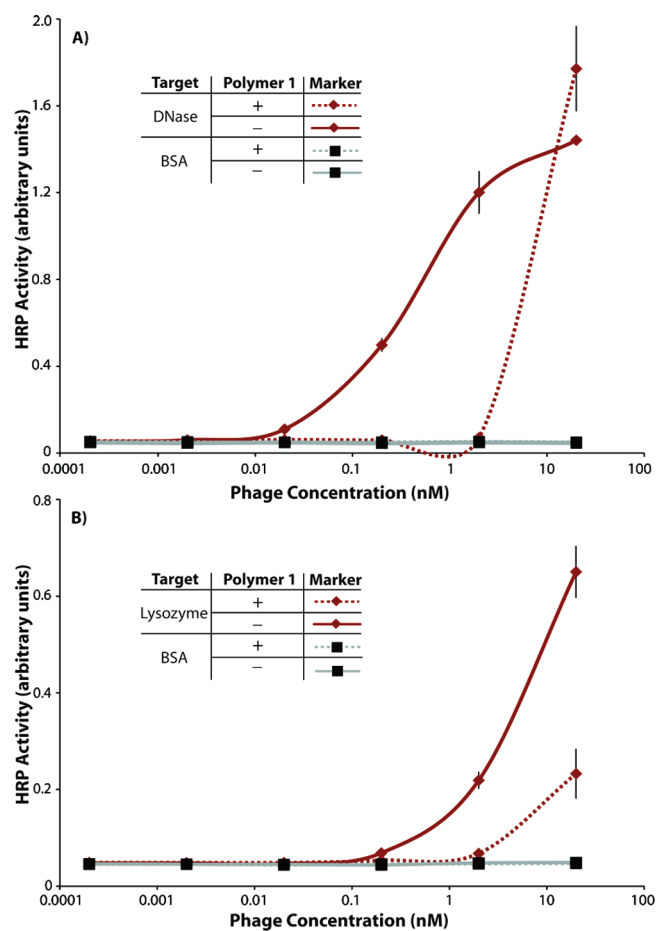 A)
2.0
1.6
1.2
0.8
0.4
0
HRP Activity (arbitrary units)
Target Polymer 1 Marker
DNase
+
–
BSA
+
–
0.0001 0.001 0.01 0.1 1 10 100
Phage Concentration (nM)
B)
0.8
0.6
0.4
0.2
0
HRP Activity (arbitrary units)
Target Polymer 1 Marker
Lysozyme
+
–
BSA
+
–
0.0001 0.001 0.01 0.1 1 10 100
Phage Concentration (nM)